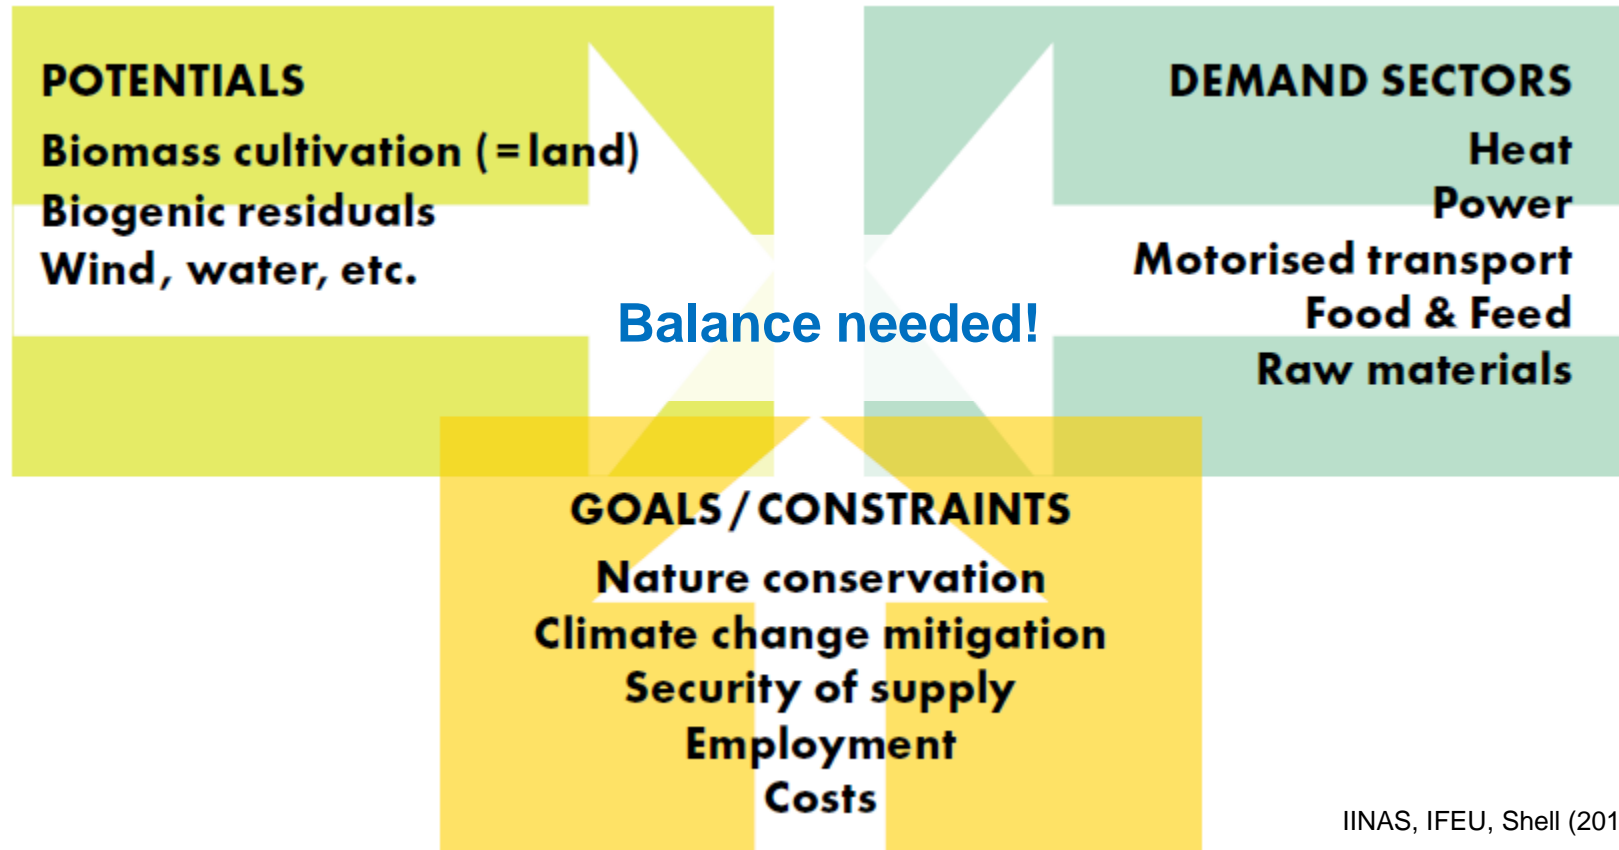 POTENTIALS
Biomass cultivation (=land)
Biogenic residuals
Wind, water, etc.
DEMAND SECTORS
Heat
Power
Motorised transport
Food & Feed
Raw materials
Balance needed!
GOALS/CONSTRAINTS
Nature conservation
Climate change mitigation
Security of supply
Employment
Costs
IINAS, IFEU, Shell (201